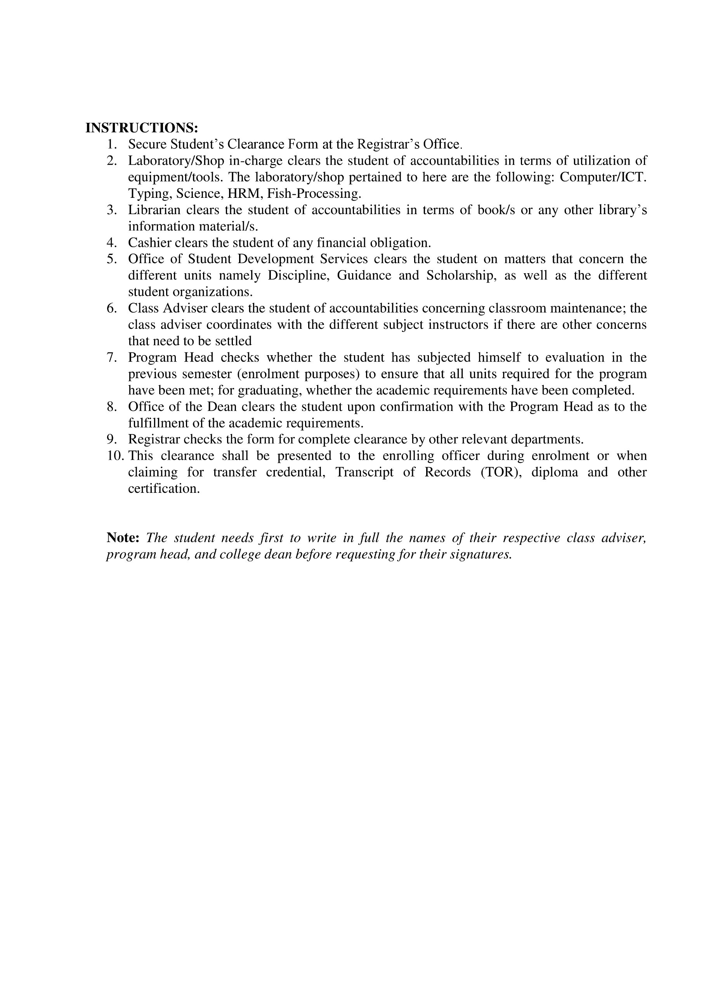 INSTRUCTIONS:
1. Secure Student’s Clearance Form at the Registrar’s Office.
2. Laboratory/Shop in-charge clears the student of accountabilities in terms of utilization of
equipment/tools. The laboratory/shop pertained to here are the following: Computer/ICT.
Typing, Science, HRM, Fish-Processing.
3. Librarian clears the student of accountabilities in terms of book/s or any other library’s
information material/s.
4. Cashier clears the student of any financial obligation.
5. Office of Student Development Services clears the student on matters that concern the
different units namely Discipline, Guidance and Scholarship, as well as the different
student organizations.
6. Class Adviser clears the student of accountabilities concerning classroom maintenance; the
class adviser coordinates with the different subject instructors if there are other concerns
that need to be settled
7. Program Head checks whether the student has subjected himself to evaluation in the
previous semester (enrolment purposes) to ensure that all units required for the program
have been met; for graduating, whether the academic requirements have been completed.
8. Office of the Dean clears the student upon confirmation with the Program Head as to the
fulfillment of the academic requirements.
9. Registrar checks the form for complete clearance by other relevant departments.
10. This clearance shall be presented to the enrolling officer during enrolment or when
claiming for transfer credential, Transcript of Records (TOR), diploma and other
certification.
Note: The student needs first to write in full the names of their respective class adviser,
program head, and college dean before requesting for their signatures.